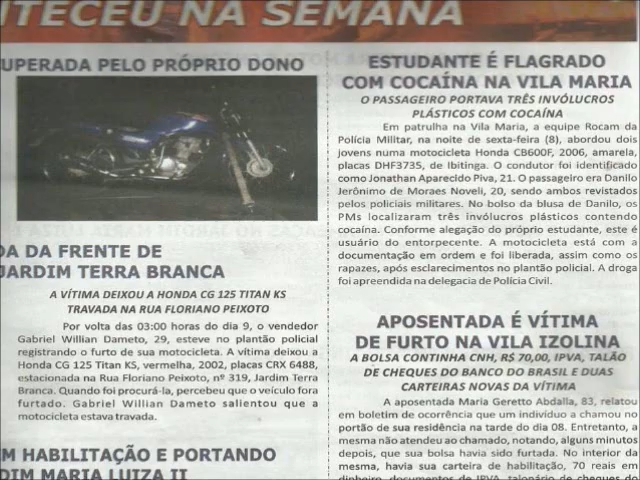 NTECEU NA SEMANA
UPERADA PELO PRÓPRIO DONO
DA DA FRENTE DE
JARDIM TERRA BRANCA
A VÍTIMA DEIXOU A HONDA CG 125 TITAN KS
TRAVADA NA RUA FLORIANO PEIXOTO
Por volta das 03:00 horas do dia 9, o vendedor
Gabriel Willian Dameto, 29, esteve no plantão policial
registrando o furto de sua motocicleta. A vítima deixou a
Honda CG 125 Titan KS, vermelha, 2002, placas CRX 6488,
estacionada na Rua Floriano Peixoto, nº 319, Jardim Terra
Branca. Quando foi procurá-la, percebeu que o veículo fora
furtado. Gabriel Willian Dameto salientou que a
motocicleta estava travada.
M HABILITAÇÃO E PORTANDO
DIM MARIA LUIZA II
ESTUDANTE É FLAGRADO
COM COCAÍNA NA VILA MARIA
O PASSAGEIRO PORTAVA TRÊS INVÓLUCROS
PLÁSTICOS COM COCAÍNA
Em patrulha na Vila Maria, a equipe Rocam da
Polícia Militar, na noite de sexta-feira (8), abordou dois
jovens numa motocicleta Honda CB600F, 2006, amarela,
placas DHF3735, de Ibitinga. O condutor foi identificado
como Jonathan Aparecido Piva, 21. O passageiro era Danilo
Jerônimo de Moraes Noveli, 20, sendo ambos revistados
pelos policiais militares. No bolso da blusa de Danilo, os
PMs localizaram três invólucros plásticos contendo
cocaína. Conforme alegação do próprio estudante, este é
usuário do entorpecente. A motocicleta está com a
documentação em ordem e foi liberada, assim como os
rapazes, após esclarecimentos no plantão policial. A droga
foi apreendida na delegacia de Polícia Civil.
APOSENTADA É VÍTIMA
DE FURTO NA VILA IZOLINA
A BOLSA CONTINHA CNH, R$ 70,00, IPVA, TALÃO
DE CHEQUES DO BANCO DO BRASIL E DUAS
CARTEIRAS NOVAS DA VÍTIMA
A aposentada Maria Geretto Abdalla, 83, relatou
em boletim de ocorrência que um indivíduo a chamou no
portão de sua residência na tarde do dia 08. Entretanto, a
mesma não atendeu ao chamado, notando, alguns minutos
depois, que sua bolsa havia sido furtada. No interior da
mesma, havia sua carteira de habilitação, 70 reais em
dinheiro, documentos de IPVA, talonário de cheques do